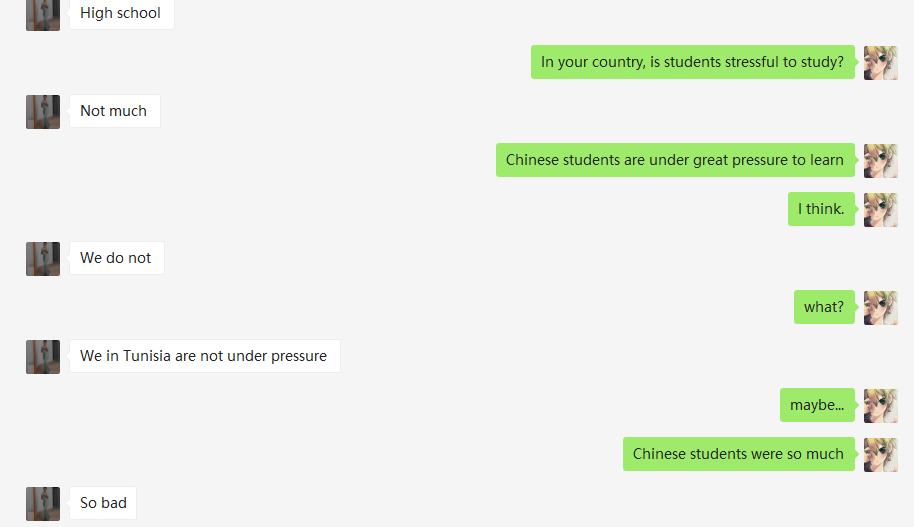 High school
In your country, is students stressful to study?
Not much
Chinese students are under great pressure to learn
I think.
We do not
what?
We in Tunisia are not under pressure
maybe...
Chinese students were so much
So bad